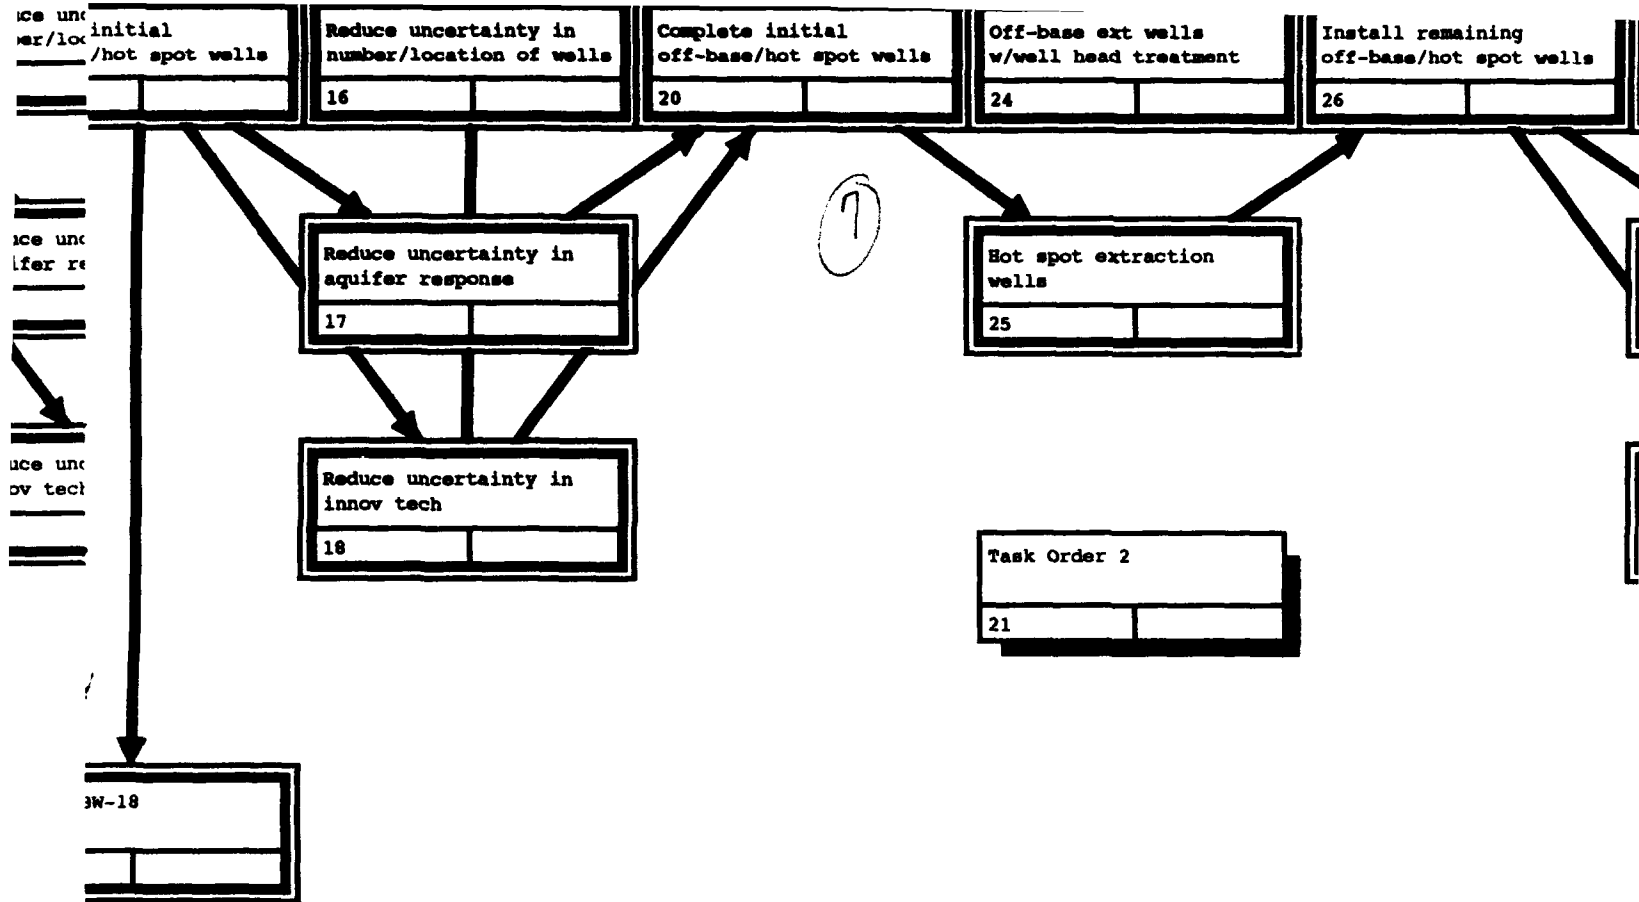 initial
/hot spot wells
Reduce uncertainty in
number/location of wells
16
Complete initial
off-base/hot spot wells
20
Off-base ext wells
w/well head treatment
24
Install remaining
off-base/hot spot wells
26
7
Reduce uncertainty in
aquifer response
17
Hot spot extraction
wells
25
Reduce uncertainty in
innov tech
18
Task Order 2
21
W-18